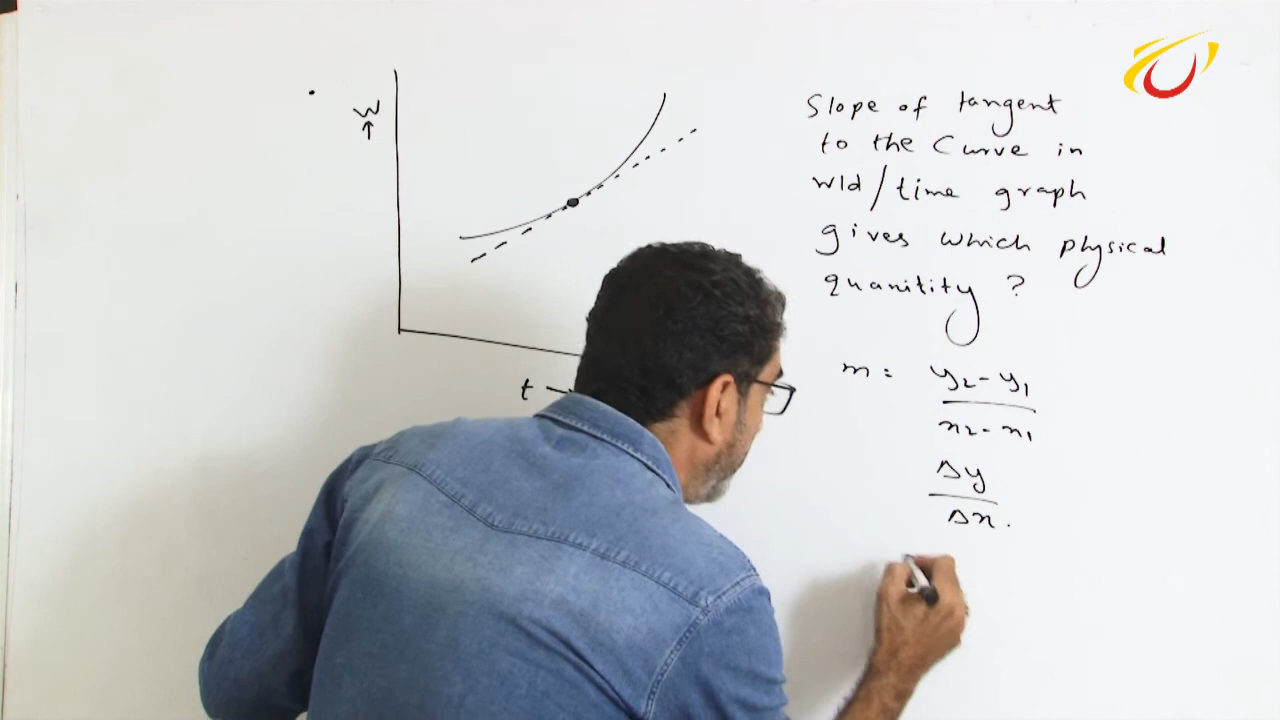 W
↑
t →
Slope of tangent
to the Curve in
Wld/time graph
gives which physical
quanitity ?
m = y₂ - y₁
x₂ - x₁
Δy
Δx.